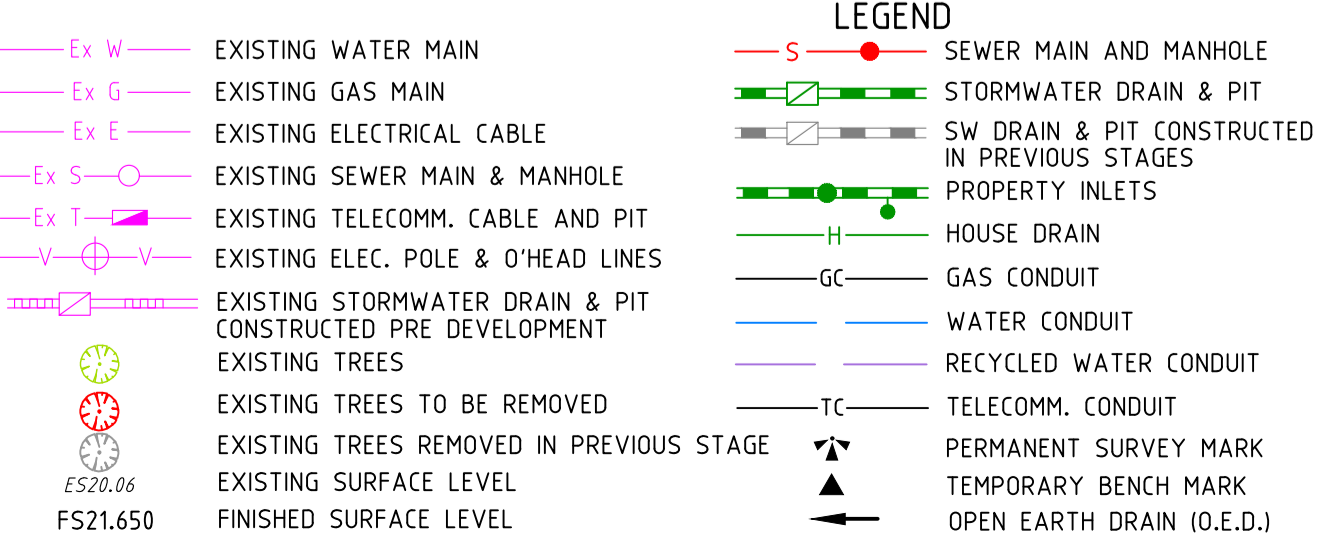 LEGEND
Ex W EXISTING WATER MAIN
Ex G EXISTING GAS MAIN
Ex E EXISTING ELECTRICAL CABLE
Ex S EXISTING SEWER MAIN & MANHOLE
Ex T EXISTING TELECOMM. CABLE AND PIT
V V EXISTING ELEC. POLE & O'HEAD LINES
EXISTING STORMWATER DRAIN & PIT
CONSTRUCTED PRE DEVELOPMENT
EXISTING TREES
EXISTING TREES TO BE REMOVED
EXISTING TREES REMOVED IN PREVIOUS STAGE
ES20.06 EXISTING SURFACE LEVEL
FS21.650 FINISHED SURFACE LEVEL
S SEWER MAIN AND MANHOLE
STORMWATER DRAIN & PIT
SW DRAIN & PIT CONSTRUCTED
IN PREVIOUS STAGES
PROPERTY INLETS
H HOUSE DRAIN
GC GAS CONDUIT
WATER CONDUIT
RECYCLED WATER CONDUIT
TC TELECOMM. CONDUIT
PERMANENT SURVEY MARK
TEMPORARY BENCH MARK
OPEN EARTH DRAIN (O.E.D.)